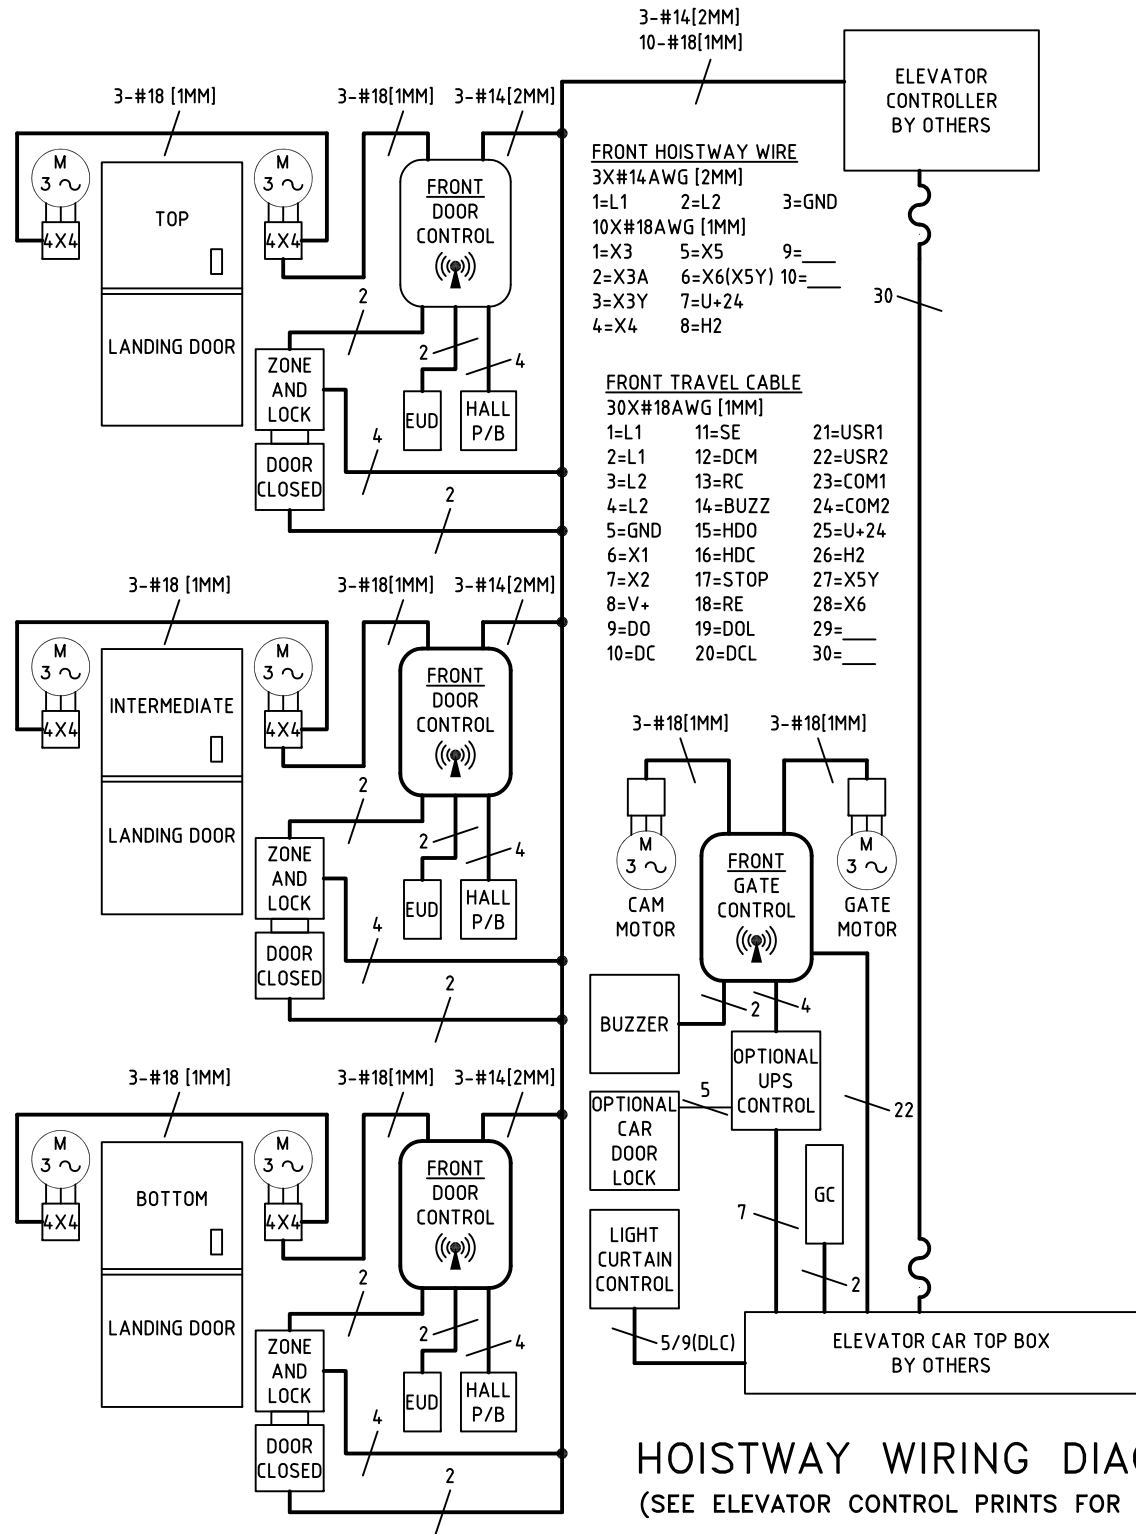 3-#14[2MM]
10-#18[1MM]
ELEVATOR
CONTROLLER
BY OTHERS
3-#18 [1MM]
3-#18[1MM]
3-#14[2MM]
M
3
4X4
TOP
LANDING DOOR
M
3
4X4
FRONT
DOOR
CONTROL
2
2
4
ZONE
AND
LOCK
EUD
HALL
P/B
4
DOOR
CLOSED
2
FRONT HOISTWAY WIRE
3X#14AWG [2MM]
1=L1 2=L2 3=GND
10X#18AWG [1MM]
1=X3 5=X5 9=___
2=X3A 6=X6(X5Y) 10=___
3=X3Y 7=U+24
4=X4 8=H2
30
FRONT TRAVEL CABLE
30X#18AWG [1MM]
1=L1 11=SE 21=USR1
2=L1 12=DCM 22=USR2
3=L2 13=RC 23=COM1
4=L2 14=BUZZ 24=COM2
5=GND 15=HDO 25=U+24
6=X1 16=HDC 26=H2
7=X2 17=STOP 27=X5Y
8=V+ 18=RE 28=X6
9=DO 19=DOL 29=___
10=DC 20=DCL 30=___
3-#18 [1MM]
3-#18[1MM]
3-#14[2MM]
M
3
4X4
INTERMEDIATE
LANDING DOOR
M
3
4X4
FRONT
DOOR
CONTROL
2
2
4
ZONE
AND
LOCK
EUD
HALL
P/B
4
DOOR
CLOSED
2
3-#18[1MM]
3-#18[1MM]
M
3
CAM
MOTOR
FRONT
GATE
CONTROL
M
3
GATE
MOTOR
2
4
BUZZER
OPTIONAL
UPS
CONTROL
5
22
OPTIONAL
CAR
DOOR
LOCK
GC
7
2
LIGHT
CURTAIN
CONTROL
5/9(DLC)
ELEVATOR CAR TOP BOX
BY OTHERS
3-#18 [1MM]
3-#18[1MM]
3-#14[2MM]
M
3
4X4
BOTTOM
LANDING DOOR
M
3
4X4
FRONT
DOOR
CONTROL
2
2
4
ZONE
AND
LOCK
EUD
HALL
P/B
4
DOOR
CLOSED
2
HOISTWAY WIRING
(SEE ELEVATOR CONTROL PRINTS FOR